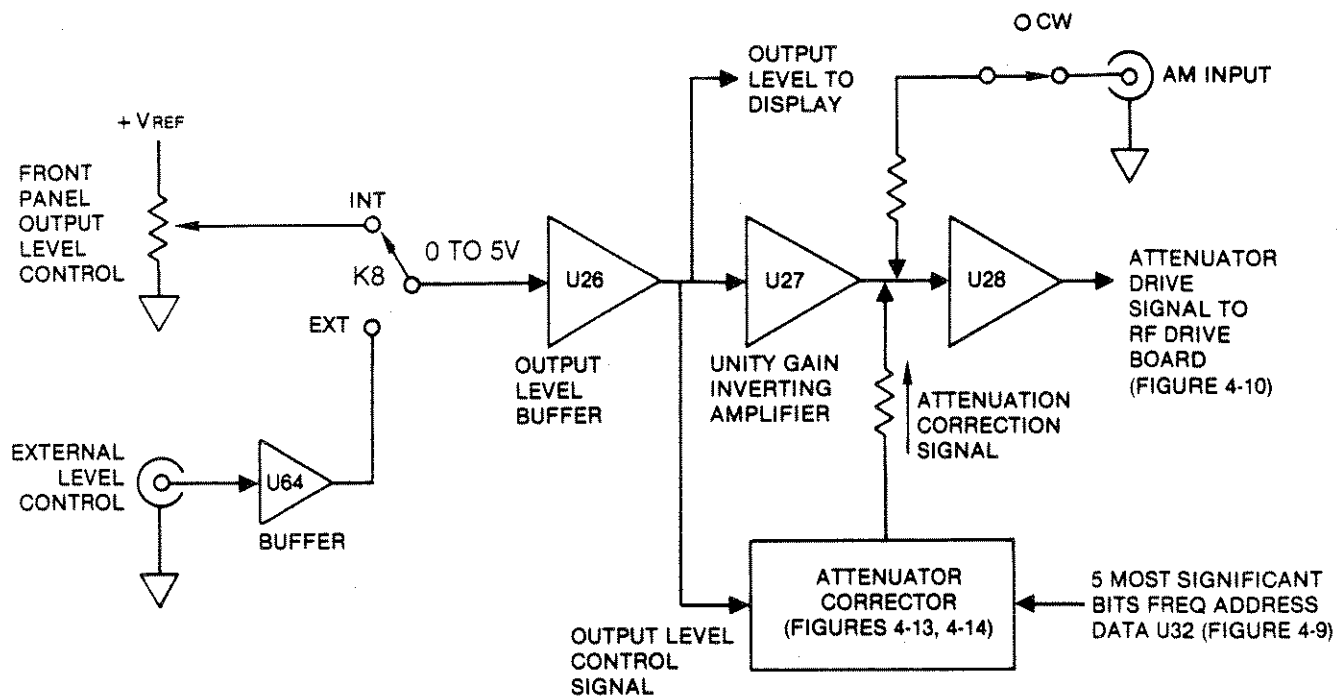 CW
OUTPUT
LEVEL TO
DISPLAY
AM INPUT
+ VREF
FRONT
PANEL
OUTPUT
LEVEL
CONTROL
INT
K8
0 TO 5V
EXT
U26
OUTPUT
LEVEL
BUFFER
U27
UNITY GAIN
INVERTING
AMPLIFIER
U28
ATTENUATOR
DRIVE
SIGNAL TO
RF DRIVE
BOARD
(FIGURE 4-10)
ATTENUATION
CORRECTION
SIGNAL
EXTERNAL
LEVEL
CONTROL
U64
BUFFER
OUTPUT LEVEL
CONTROL
SIGNAL
ATTENUATOR
CORRECTOR
(FIGURES 4-13, 4-14)
5 MOST SIGNIFICANT
BITS FREQ ADDRESS
DATA U32 (FIGURE 4-9)